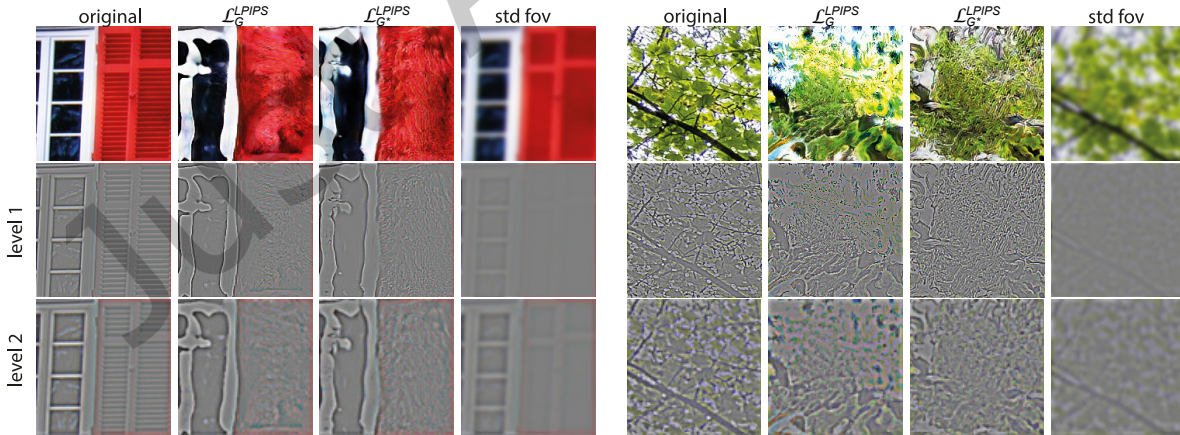 original L_G^LPIPS L_G*^LPIPS std fov original L_G^LPIPS L_G*^LPIPS std fov
level 1
level 2